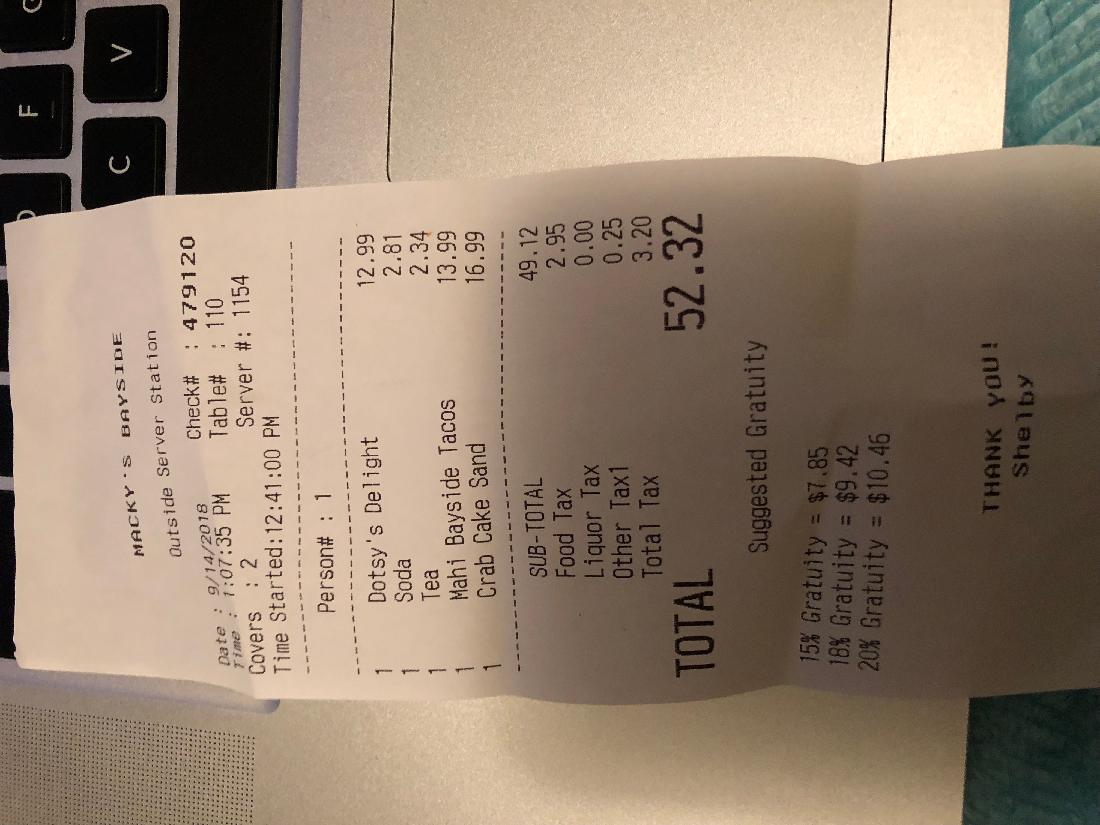 MACKY'S BAYSIDE
Outside Server Station
Date : 9/14/2018 Check# : 479120
Time : 1:07:35 PM Table# : 110
Covers : 2 Server #: 1154
Time Started:12:41:00 PM
Person# : 1
1 Dotsy's Delight 12.99
1 Soda 2.81
1 Tea 2.34
1 Mahi Bayside Tacos 13.99
1 Crab Cake Sand 16.99
SUB-TOTAL 49.12
Food Tax 2.95
Liquor Tax 0.00
Other Tax1 0.25
Total Tax 3.20
TOTAL 52.32
Suggested Gratuity
15% Gratuity = $7.85
18% Gratuity = $9.42
20% Gratuity = $10.46
THANK YOU!
Shelby
F
V
C